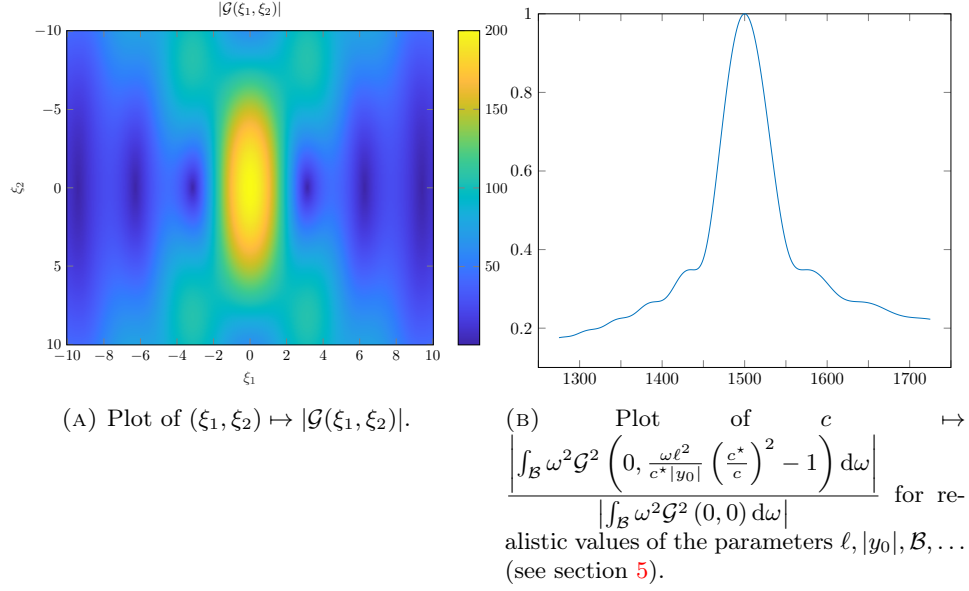 |𝒢(ξ₁, ξ₂)|
−10
−5
0
5
10
ξ₂
−10 −8 −6 −4 −2 0 2 4 6 8 10
ξ₁
200
150
100
50
1
0.8
0.6
0.4
0.2
1300 1400 1500 1600 1700
(A) Plot of (ξ₁, ξ₂) ↦ |𝒢(ξ₁, ξ₂)|.
(B) Plot of c ↦
|∫_ℬ ω²𝒢² (0, ωℓ²/(c⋆|y₀|) (c⋆/c)² − 1) dω| / |∫_ℬ ω²𝒢² (0, 0) dω| for re-
alistic values of the parameters ℓ, |y₀|, ℬ, . . .
(see section 5).